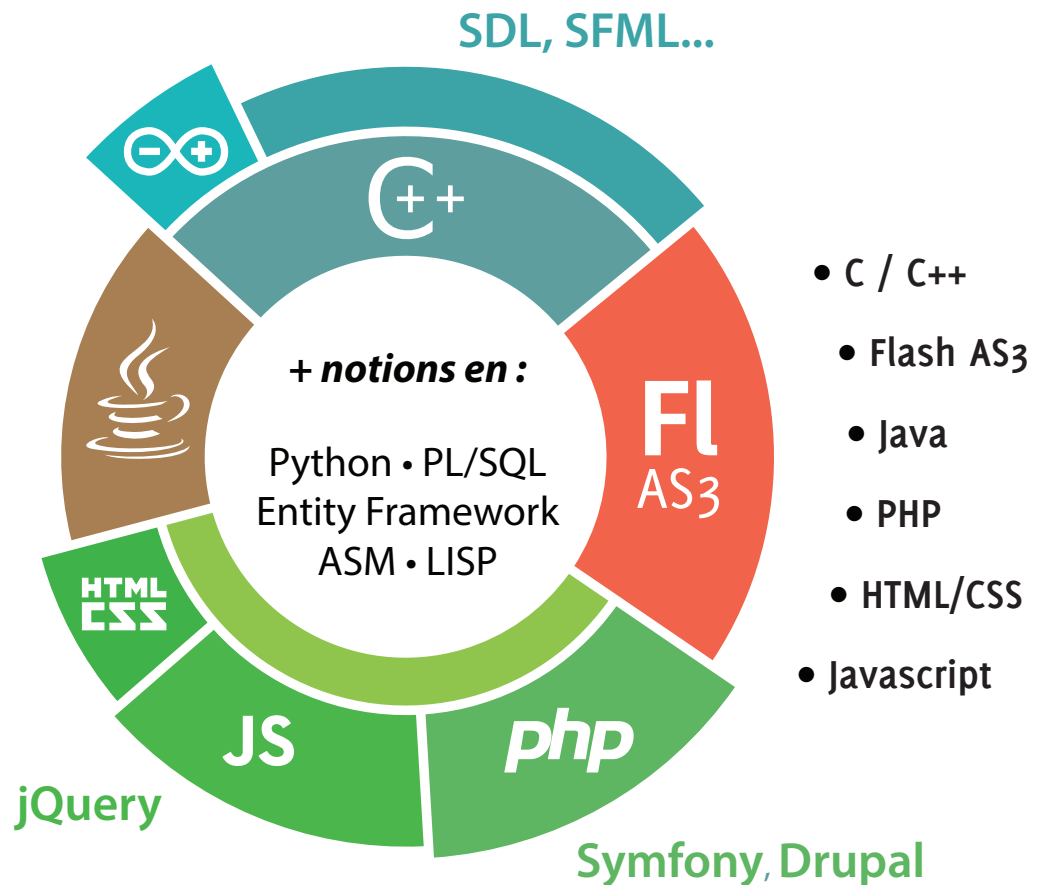 SDL, SFML...
C++
+ notions en :
Python • PL/SQL
Entity Framework
ASM • LISP
Fl
AS3
HTML
CSS
JS
php
jQuery
Symfony, Drupal
• C / C++
• Flash AS3
• Java
• PHP
• HTML/CSS
• Javascript